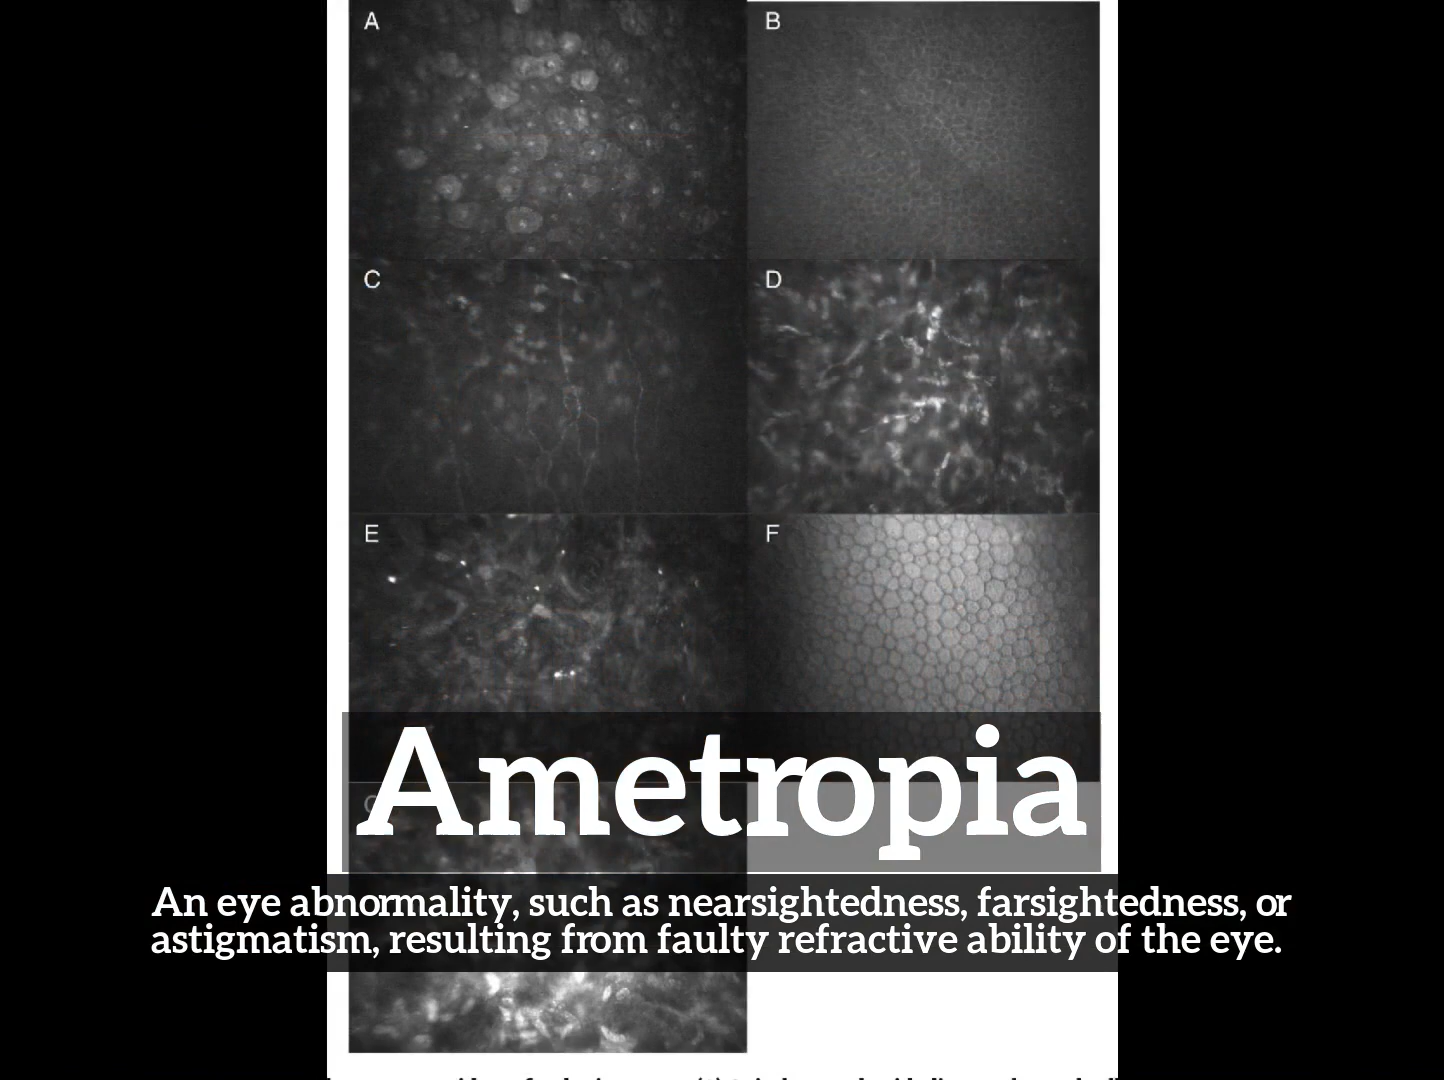 A
B
C
D
E
F
Ametropia
An eye abnormality, such as nearsightedness, farsightedness, or
astigmatism, resulting from faulty refractive ability of the eye.